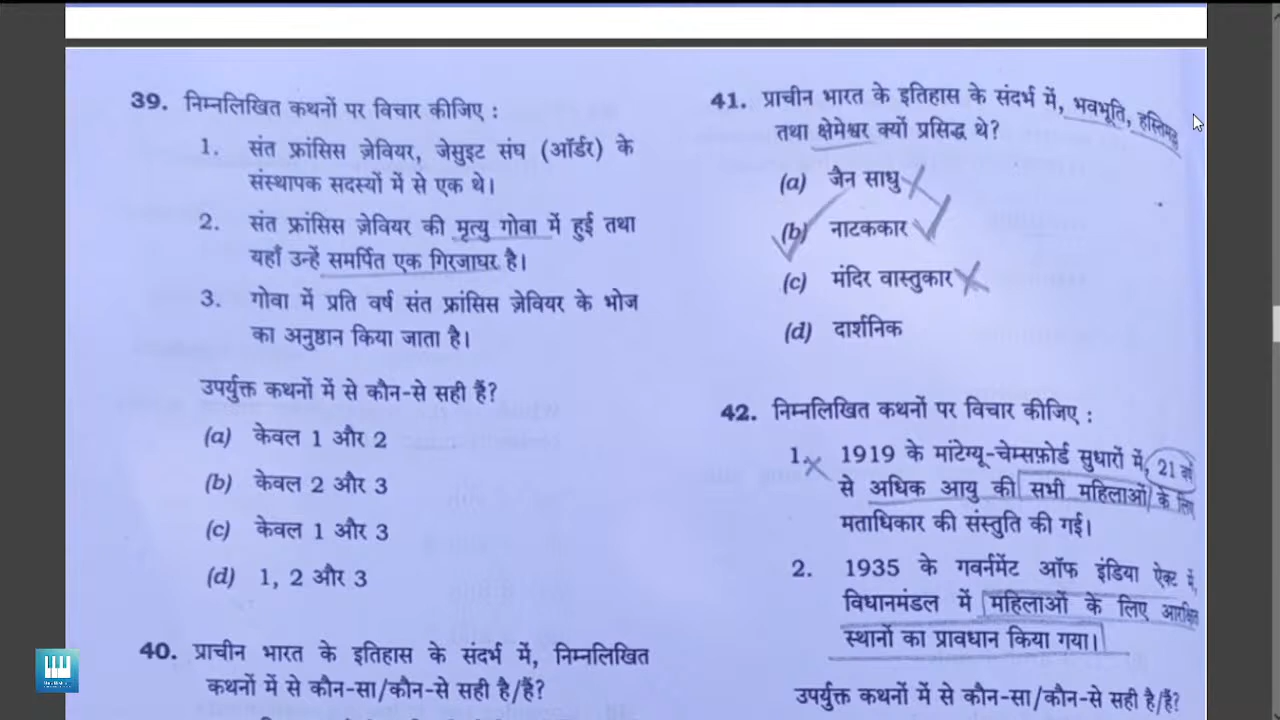 39. निम्नलिखित कथनों पर विचार कीजिए :
1. संत फ्रांसिस ज़ेवियर, जेसुइट संघ (ऑर्डर) के
संस्थापक सदस्यों में से एक थे।
2. संत फ्रांसिस ज़ेवियर की मृत्यु गोवा में हुई तथा
यहाँ उन्हें समर्पित एक गिरजाघर है।
3. गोवा में प्रति वर्ष संत फ्रांसिस ज़ेवियर के भोज
का अनुष्ठान किया जाता है।
उपर्युक्त कथनों में से कौन-से सही हैं?
(a) केवल 1 और 2
(b) केवल 2 और 3
(c) केवल 1 और 3
(d) 1, 2 और 3
40. प्राचीन भारत के इतिहास के संदर्भ में, निम्नलिखित
कथनों में से कौन-सा/कौन-से सही है/हैं?
41. प्राचीन भारत के इतिहास के संदर्भ में, भवभूति, हस्तिमल्ल
तथा क्षेमेश्वर क्यों प्रसिद्ध थे?
(a) जैन साधु
(b) नाटककार
(c) मंदिर वास्तुकार
(d) दार्शनिक
42. निम्नलिखित कथनों पर विचार कीजिए :
1. 1919 के मांटेग्यू-चेम्सफ़ोर्ड सुधारों में, 21 वर्ष
से अधिक आयु की सभी महिलाओं के लिए
मताधिकार की संस्तुति की गई।
2. 1935 के गवर्नमेंट ऑफ इंडिया ऐक्ट में,
विधानमंडल में महिलाओं के लिए आरक्षित
स्थानों का प्रावधान किया गया।
उपर्युक्त कथनों में से कौन-सा/कौन-से सही है/हैं?